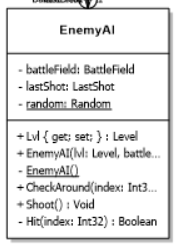 EnemyAI
- battleField: BattleField
- lastShot: LastShot
- random: Random
+ Lvl { get; set; } : Level
+ EnemyAI(lvl: Level, battle...
- EnemyAI()
+ CheckAround(index: Int3...
+ Shoot() : Void
- Hit(index: Int32) : Boolean